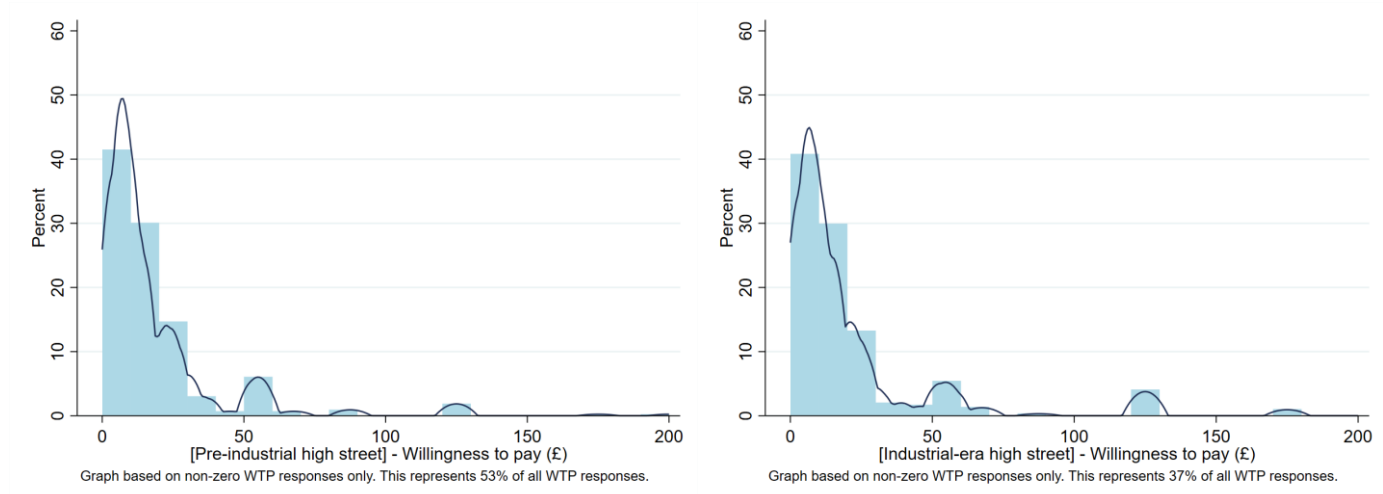 60
50
40
30
20
10
0
Percent
0 50 100 150 200
[Pre-industrial high street] - Willingness to pay (£)
Graph based on non-zero WTP responses only. This represents 53% of all WTP responses.
60
50
40
30
20
10
0
Percent
0 50 100 150 200
[Industrial-era high street] - Willingness to pay (£)
Graph based on non-zero WTP responses only. This represents 37% of all WTP responses.